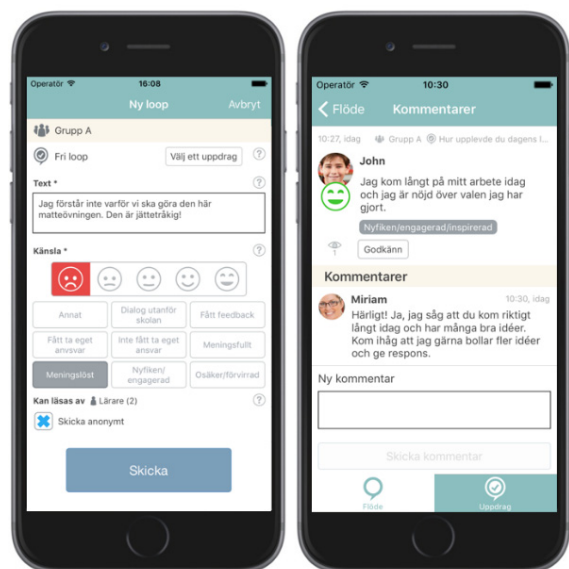 Operatör
16:08
Ny loop
Avbryt
Grupp A
Fri loop
Välj ett uppdrag
?
Text *
?
Jag förstår inte varför vi ska göra den här
matteövningen. Den är jättetråkig!
Känsla *
?
Annat
Dialog utanför
skolan
Fått feedback
Fått ta eget
ansvar
Inte fått ta eget
ansvar
Meningsfullt
Meningslöst
Nyfiken/
engagerad
Osäker/förvirrad
Kan läsas av
Lärare (2)
?
Skicka anonymt
Skicka
Operatör
10:30
Flöde
Kommentarer
10:27, idag
Grupp A
Hur upplevde du dagens l...
John
Jag kom långt på mitt arbete idag
och jag är nöjd över valen jag har
gjort.
Nyfiken/engagerad/inspirerad
Godkänn
Kommentarer
Miriam
10:30, idag
Härligt! Ja, jag såg att du kom riktigt
långt idag och har många bra idéer.
Kom ihåg att jag gärna bollar fler idéer
och ge respons.
Ny kommentar
Skicka kommentar
Flöde
Uppdrag